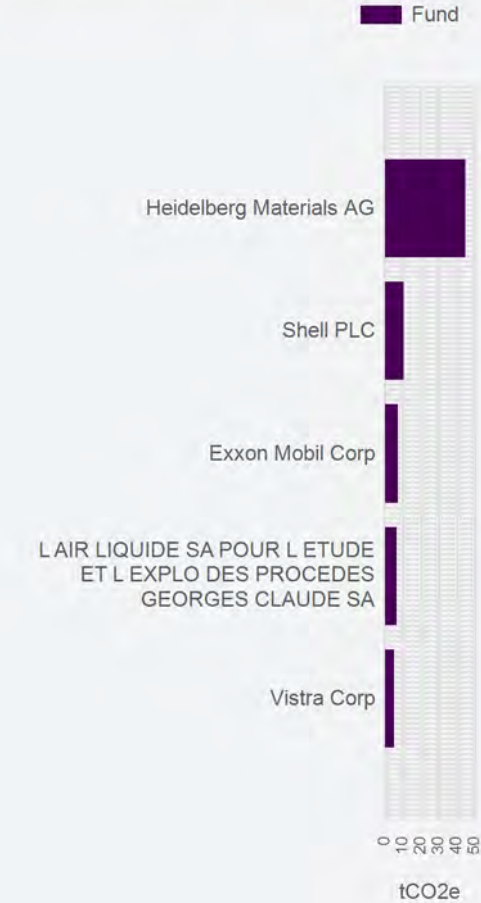 Fund
Heidelberg Materials AG
Shell PLC
Exxon Mobil Corp
L AIR LIQUIDE SA POUR L ETUDE
ET L EXPLO DES PROCEDES
GEORGES CLAUDE SA
Vistra Corp
0 10 20 30 40 50
tCO2e